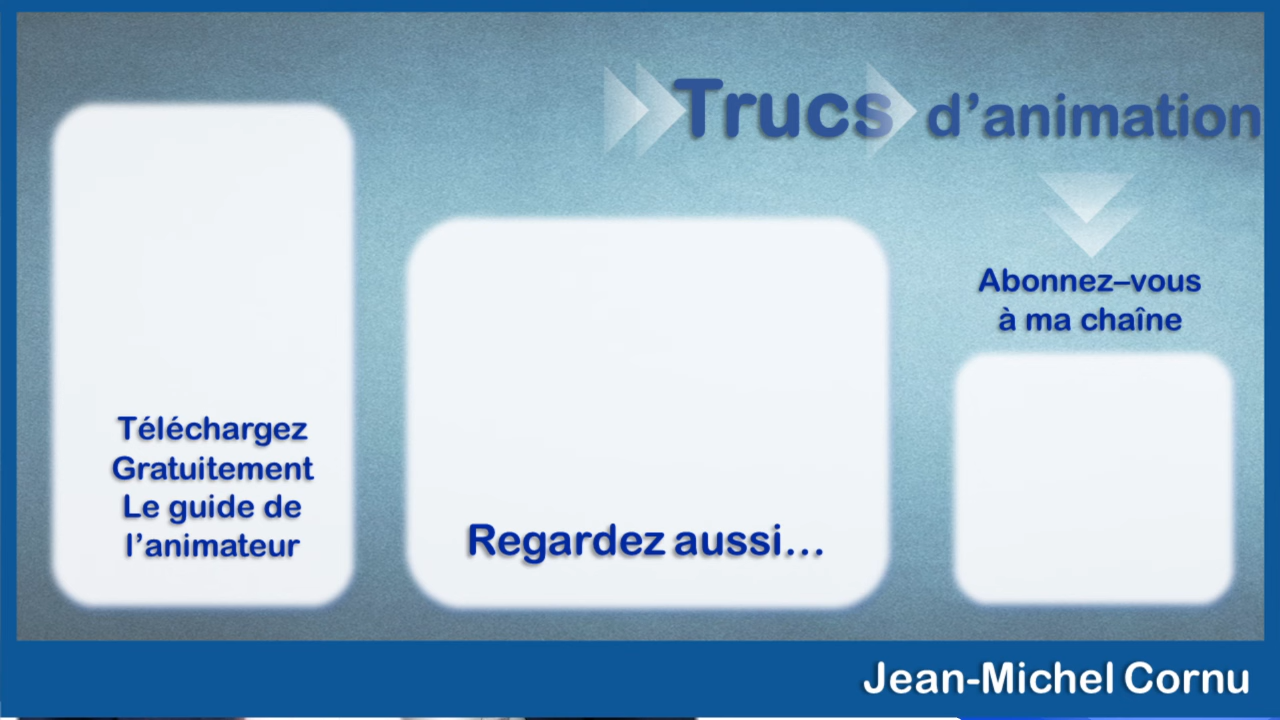 Trucs d’animation
Abonnez–vous
à ma chaîne
Téléchargez
Gratuitement
Le guide de
l’animateur
Regardez aussi…
Jean-Michel Cornu